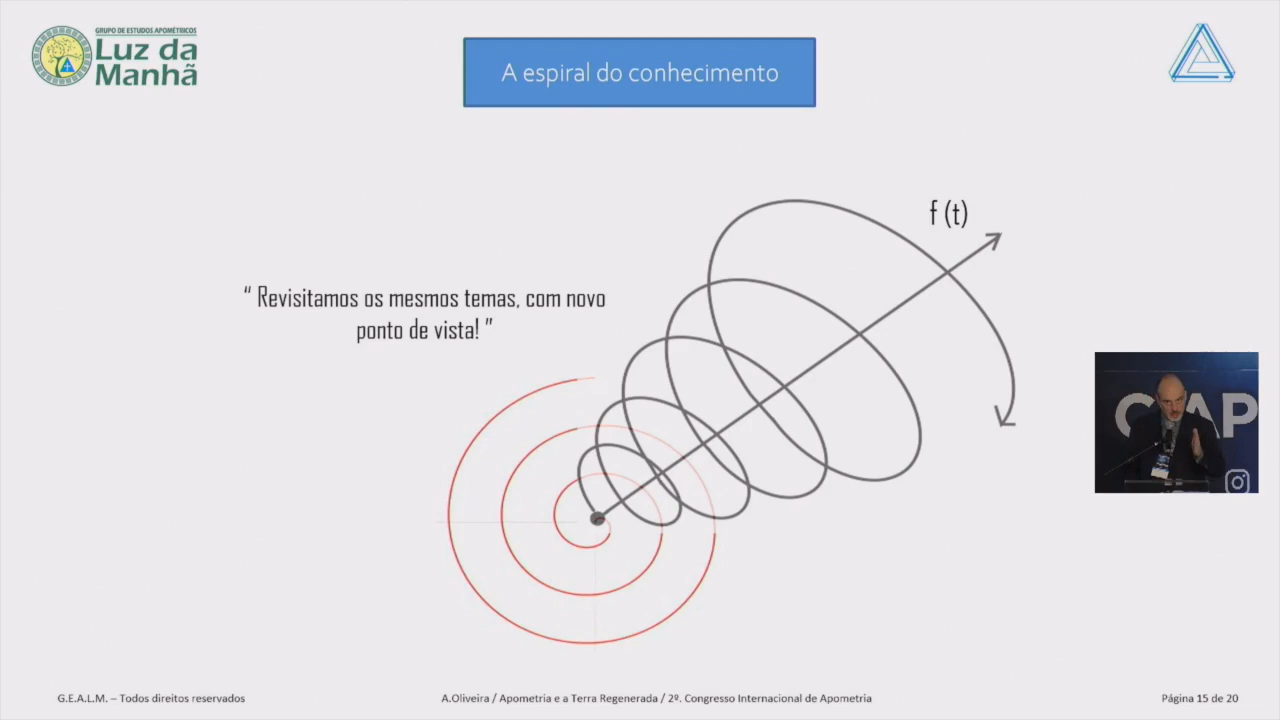 GRUPO DE ESTUDOS APOMÉTRICOS
Luz da
Manhã
A espiral do conhecimento
f (t)
“ Revisitamos os mesmos temas, com novo
ponto de vista! ”
G.E.A.L.M. – Todos direitos reservados
A.Oliveira / Apometria e a Terra Regenerada / 2º. Congresso Internacional de Apometria
Página 15 de 20